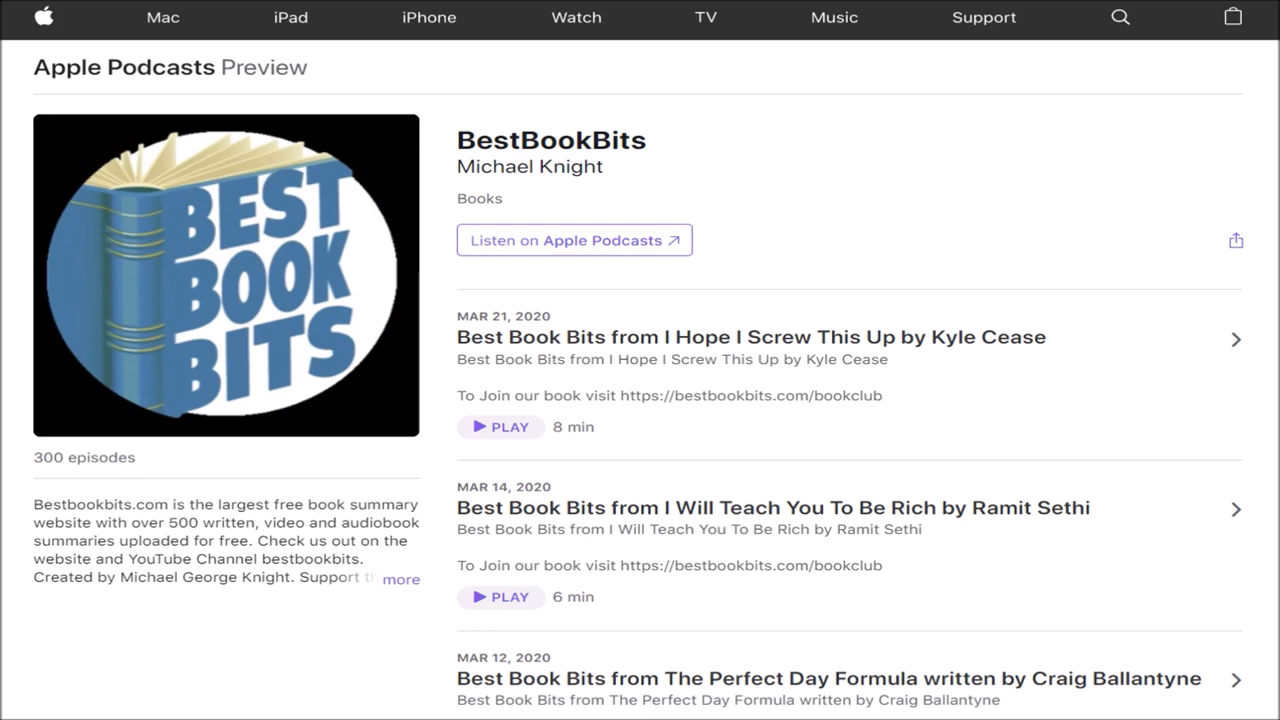 Mac iPad iPhone Watch TV Music Support
Apple Podcasts Preview
BEST
BOOK
BITS
300 episodes
Bestbookbits.com is the largest free book summary
website with over 500 written, video and audiobook
summaries uploaded for free. Check us out on the
website and YouTube Channel bestbookbits.
Created by Michael George Knight. Support more
BestBookBits
Michael Knight
Books
Listen on Apple Podcasts ↗
MAR 21, 2020
Best Book Bits from I Hope I Screw This Up by Kyle Cease
Best Book Bits from I Hope I Screw This Up by Kyle Cease
To Join our book visit https://bestbookbits.com/bookclub
PLAY 8 min
MAR 14, 2020
Best Book Bits from I Will Teach You To Be Rich by Ramit Sethi
Best Book Bits from I Will Teach You To Be Rich by Ramit Sethi
To Join our book visit https://bestbookbits.com/bookclub
PLAY 6 min
MAR 12, 2020
Best Book Bits from The Perfect Day Formula written by Craig Ballantyne
Best Book Bits from The Perfect Day Formula written by Craig Ballantyne